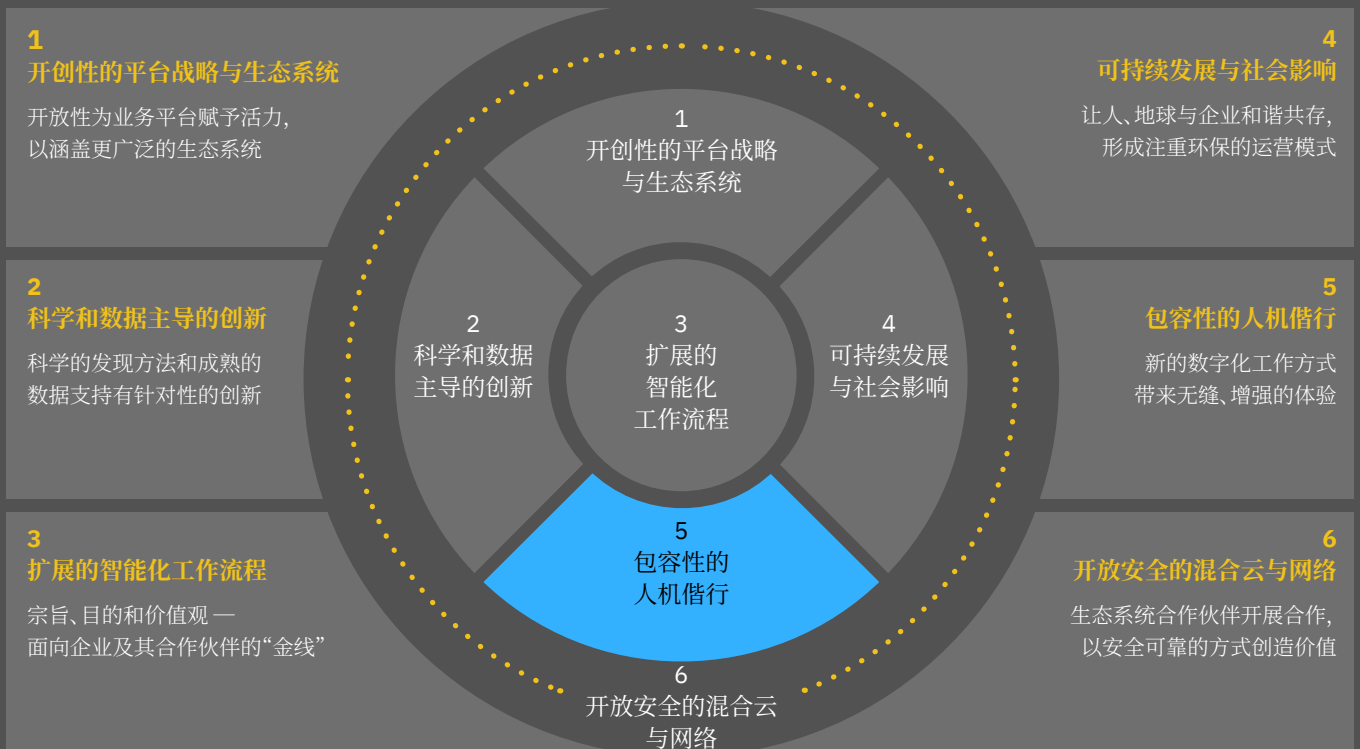 1
开创性的平台战略与生态系统
开放性为业务平台赋予活力，
以涵盖更广泛的生态系统
2
科学和数据主导的创新
科学的发现方法和成熟的
数据支持有针对性的创新
3
扩展的智能化工作流程
宗旨、目的和价值观 —
面向企业及其合作伙伴的“金线”
1
开创性的平台战略
与生态系统
2
科学和数据
主导的创新
3
扩展的
智能化
工作流程
4
可持续发展
与社会影响
5
包容性的
人机偕行
6
开放安全的混合云
与网络
4
可持续发展与社会影响
让人、地球与企业和谐共存，
形成注重环保的运营模式
5
包容性的人机偕行
新的数字化工作方式
带来无缝、增强的体验
6
开放安全的混合云与网络
生态系统合作伙伴开展合作，
以安全可靠的方式创造价值